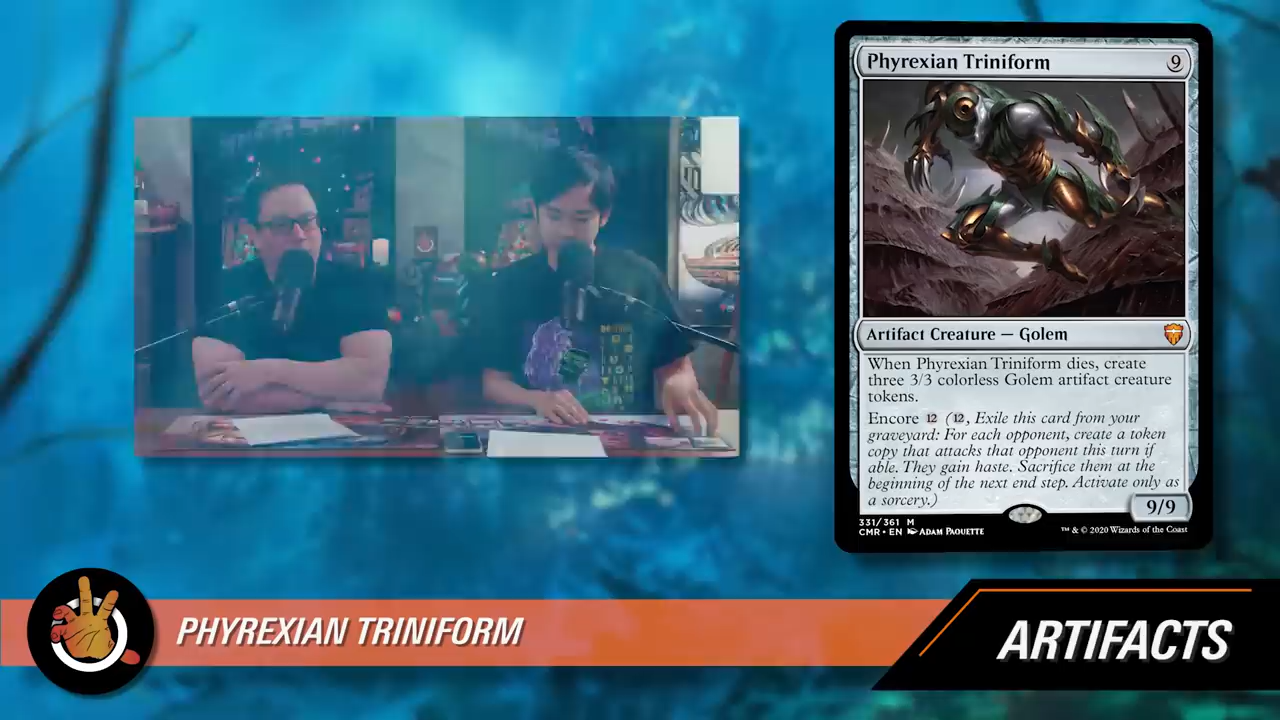 Phyrexian Triniform 9
Artifact Creature — Golem
When Phyrexian Triniform dies, create
three 3/3 colorless Golem artifact creature
tokens.
Encore 12 (12, Exile this card from your
graveyard: For each opponent, create a token
copy that attacks that opponent this turn if
able. They gain haste. Sacrifice them at the
beginning of the next end step. Activate only as
a sorcery.)
9/9
331/361 M
CMR • EN ADAM PAQUETTE
™ & © 2020 Wizards of the Coast
PHYREXIAN TRINIFORM
ARTIFACTS